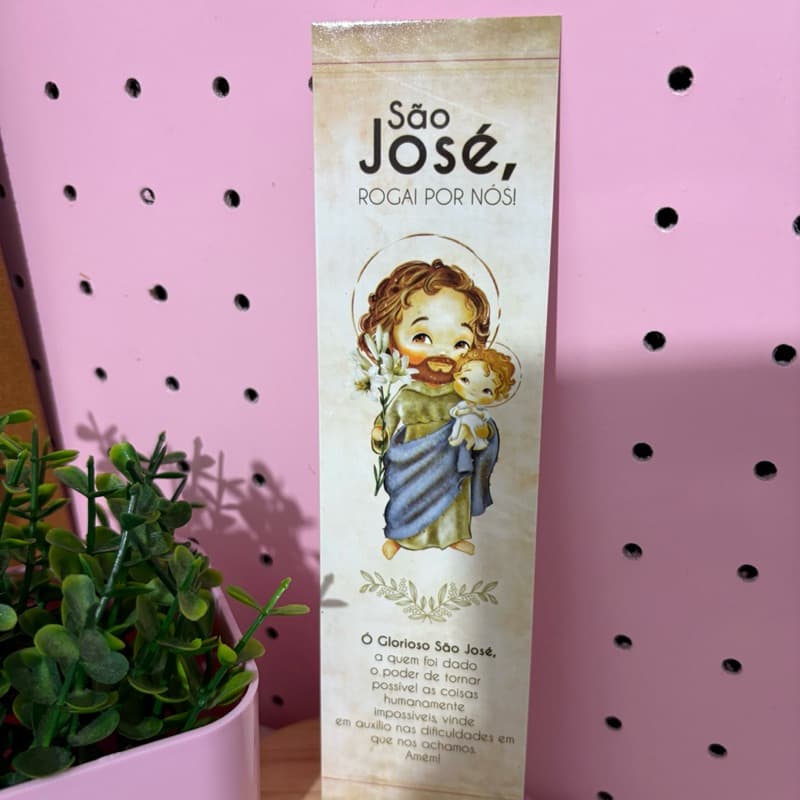 São
José,
ROGAI POR NÓS!
Ó Glorioso São José,
a quem foi dado
o poder de tornar
possível as coisas
humanamente
impossíveis, vinde
em auxílio nas dificuldades em
que nos achamos.
Amém!